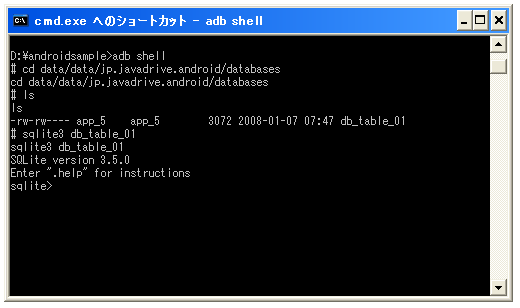 cmd.exe へのショートカット - adb shell
D:¥androidsample>adb shell
# cd data/data/jp.javadrive.android/databases
cd data/data/jp.javadrive.android/databases
# ls
ls
-rw-rw---- app_5    app_5        3072 2008-01-07 07:47 db_table_01
# sqlite3 db_table_01
sqlite3 db_table_01
SQLite version 3.5.0
Enter ".help" for instructions
sqlite>